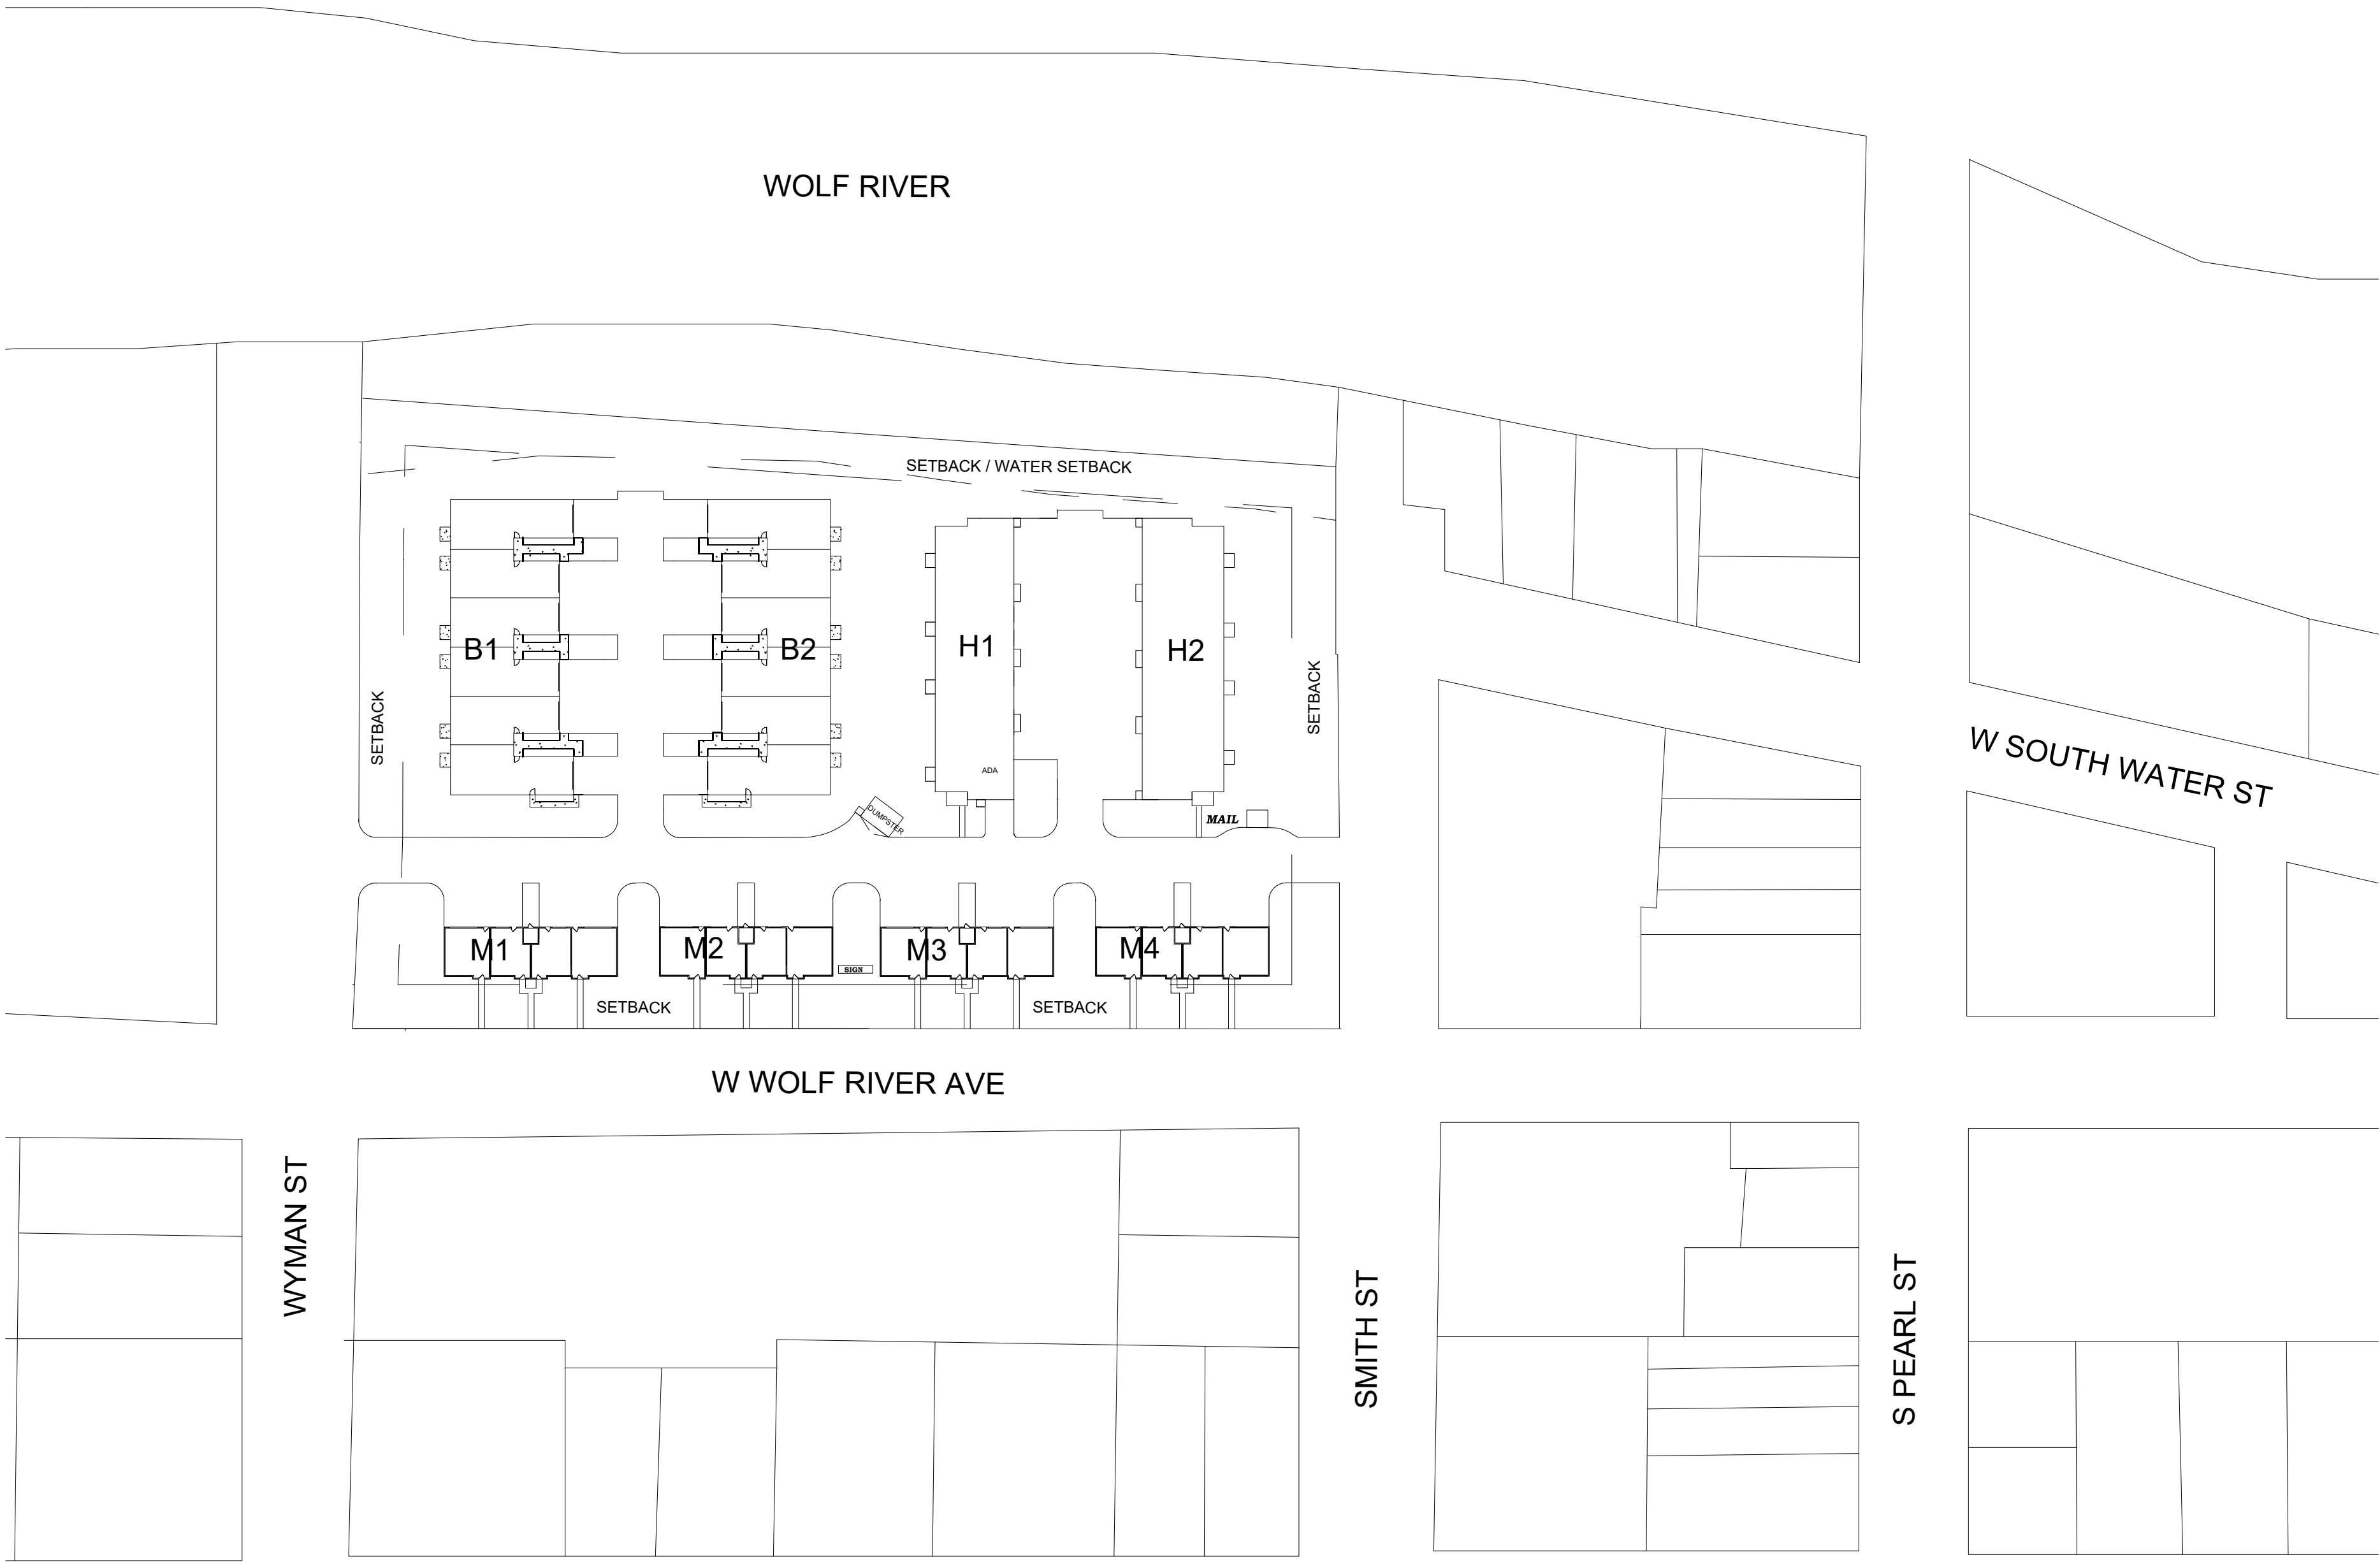 WOLF RIVER
SETBACK / WATER SETBACK
B1
B2
H1
H2
SETBACK
SETBACK
W SOUTH WATER ST
ADA
DUMPSTER
MAIL
M1
M2
M3
M4
SIGN
SETBACK
SETBACK
W WOLF RIVER AVE
WYMAN ST
SMITH ST
S PEARL ST